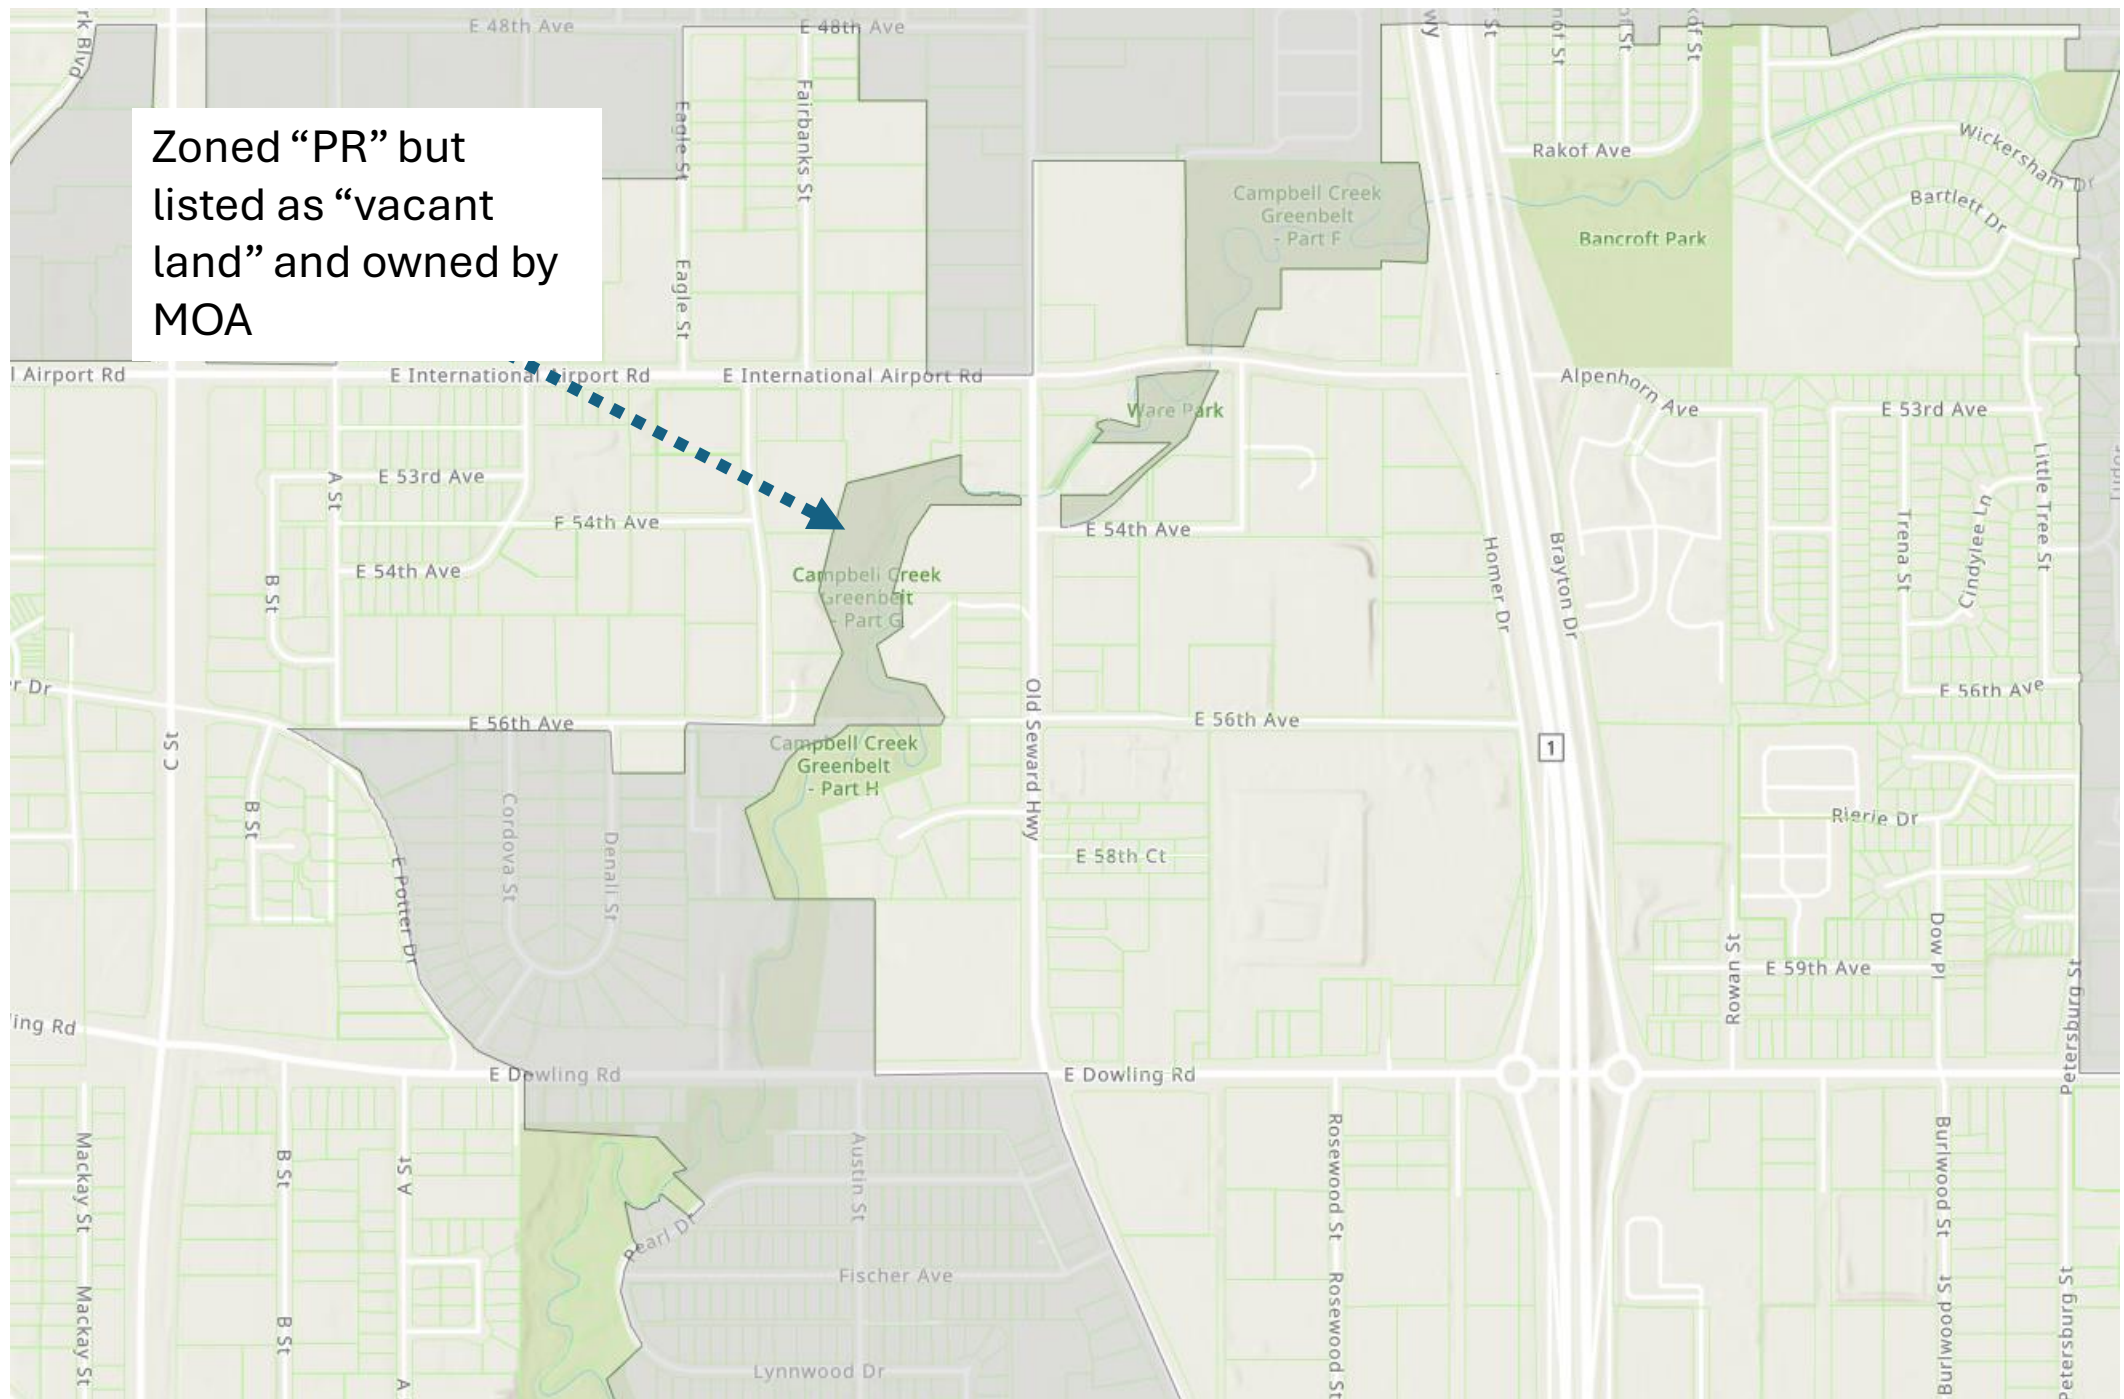 E 48th Ave
E 48th Ave
Zoned “PR” but
listed as “vacant
land” and owned by
MOA
Eagle St
Fairbanks St
Eagle St
Campbell Creek
Greenbelt
- Part F
Rakof Ave
Bancroft Park
Wickersham Dr
Bartlett Dr
l Airport Rd
E International Airport Rd
E International Airport Rd
Alpenhorn Ave
E 53rd Ave
Ware Park
E 53rd Ave
A St
E 54th Ave
E 54th Ave
E 54th Ave
B St
Campbell Creek
Greenbelt
- Part G
Homer Dr
Brayton Dr
Trena St
Cindylee Ln
Little Tree St
Tudor
r Dr
E 56th Ave
C St
E 56th Ave
Old Seward Hwy
E 56th Ave
1
Campbell Creek
Greenbelt
- Part H
B St
Cordova St
Denali St
E Potter Dr
E 58th Ct
Rierie Dr
Dow Pl
Rowan St
E 59th Ave
Petersburg St
ling Rd
E Dowling Rd
E Dowling Rd
Mackay St
B St
A St
Austin St
Rosewood St
Burlwood St
Pearl Dr
Fischer Ave
Mackay St
B St
A
Lynnwood Dr
Rosewood St
Burlwood St
Petersburg St